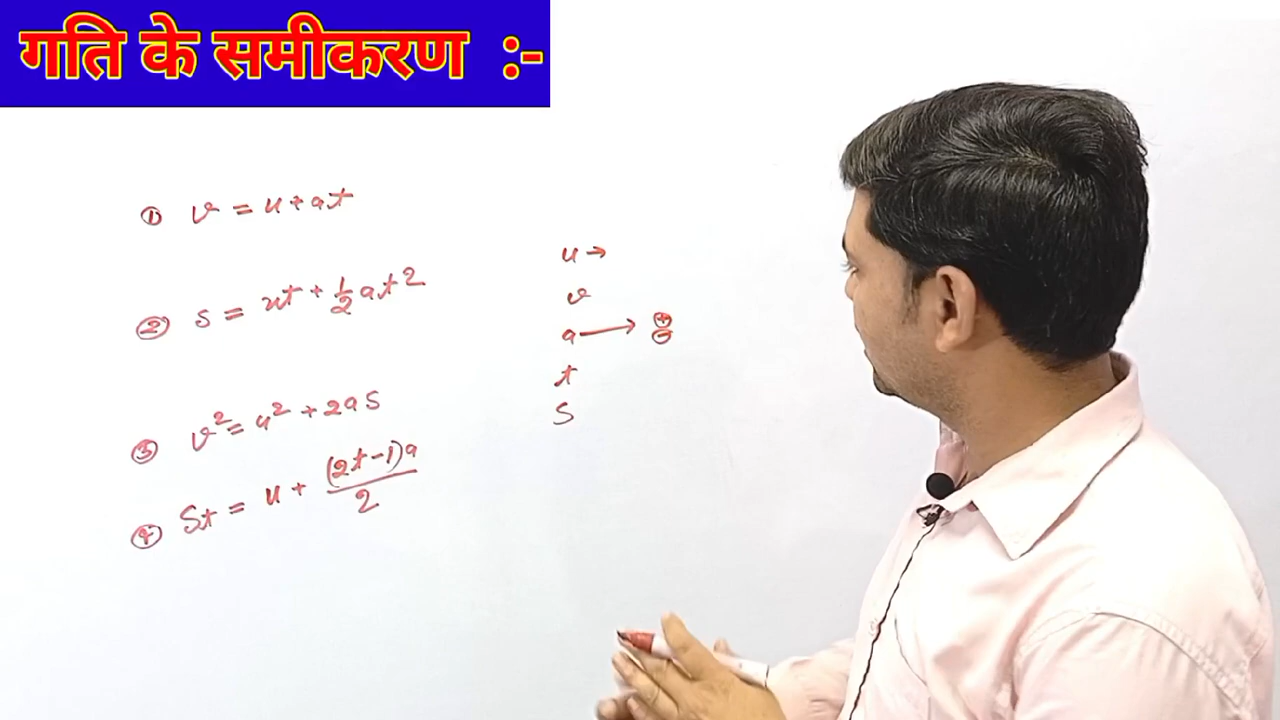 गति के समीकरण :-
① v = u + at
② s = ut + 1/2 at2
③ v² = u² + 2as
④ St = u + (2t-1)a/2
u →
v
a → ⊕ ⊖
t
S